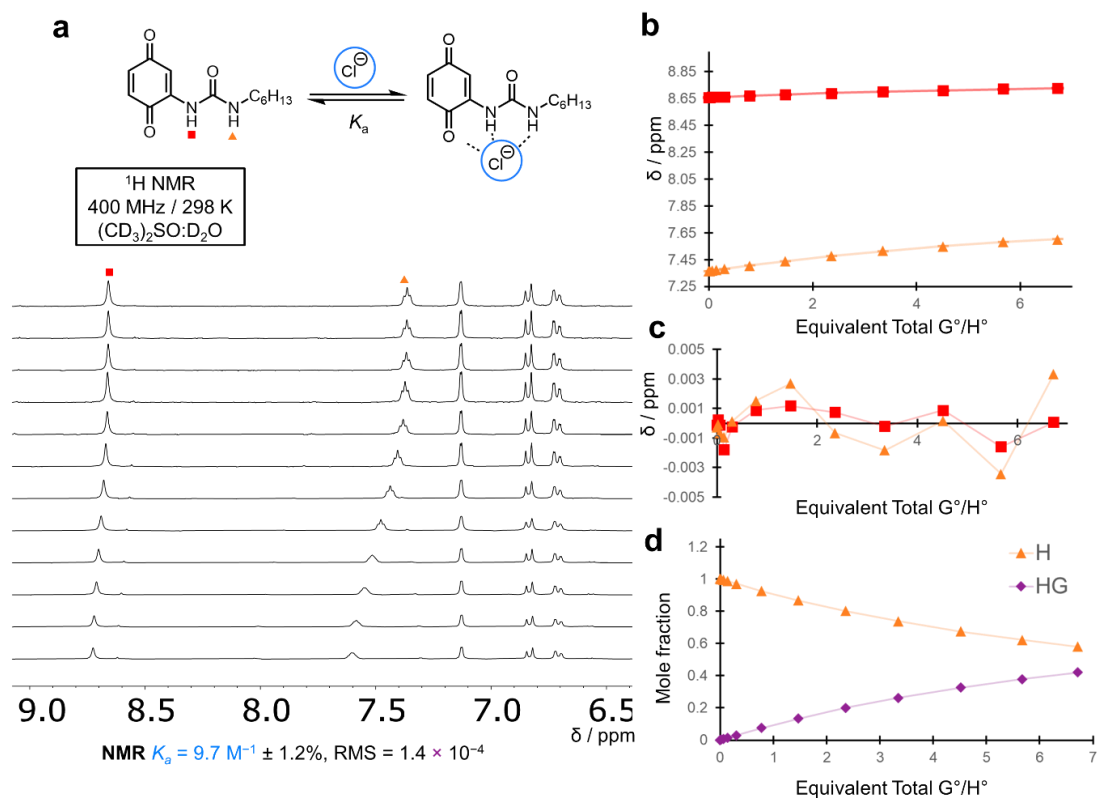 a
O
O
O
N
H
N
H
C6H13
Cl⊖
Ka
O
O
O
N
H
N
H
C6H13
Cl⊖
¹H NMR
400 MHz / 298 K
(CD3)2SO:D2O
9.0 8.5 8.0 7.5 7.0 6.5
δ / ppm
NMR Ka = 9.7 M⁻¹ ± 1.2%, RMS = 1.4 × 10⁻⁴
b
δ / ppm
8.85
8.65
8.45
8.25
8.05
7.85
7.65
7.45
7.25
0 2 4 6
Equivalent Total G°/H°
c
δ / ppm
0.005
0.003
0.001
-0.001
-0.003
-0.005
2 4 6
Equivalent Total G°/H°
d
Mole fraction
1.2
1
0.8
0.6
0.4
0.2
0
H
HG
0 1 2 3 4 5 6 7
Equivalent Total G°/H°